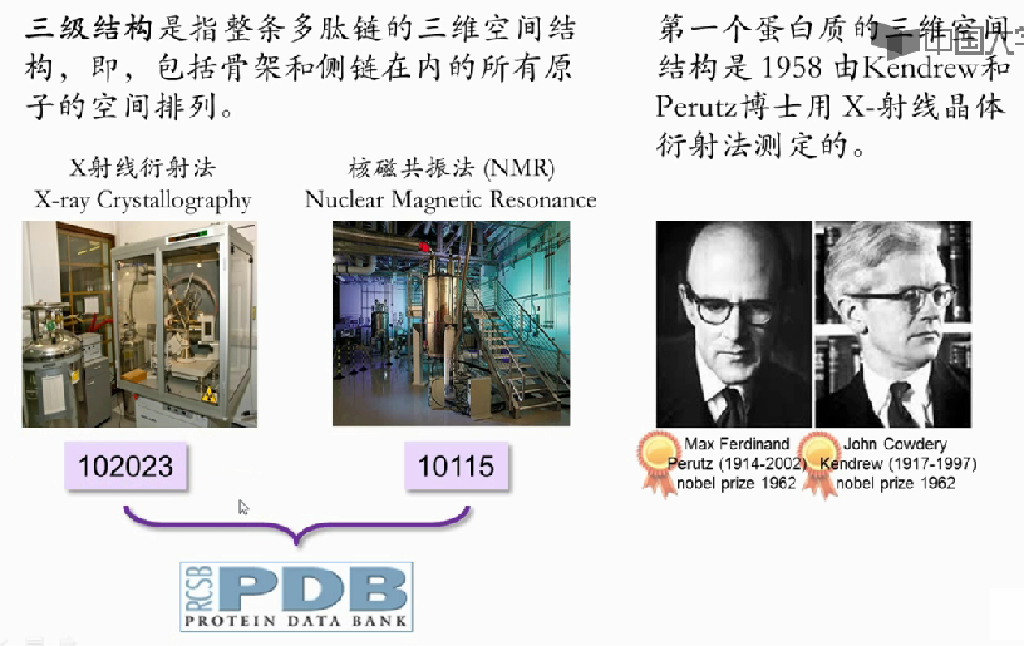 三级结构是指整条多肽链的三维空间结
构，即，包括骨架和侧链在内的所有原
子的空间排列。
第一个蛋白质的三维空间
结构是 1958 由Kendrew和
Perutz博士用 X-射线晶体
衍射法测定的。
中国大学
X射线衍射法
X-ray Crystallography
核磁共振法 (NMR)
Nuclear Magnetic Resonance
102023
10115
Max Ferdinand
Perutz (1914-2002)
nobel prize 1962
John Cowdery
Kendrew (1917-1997)
nobel prize 1962
RCSB
PDB
PROTEIN DATA BANK